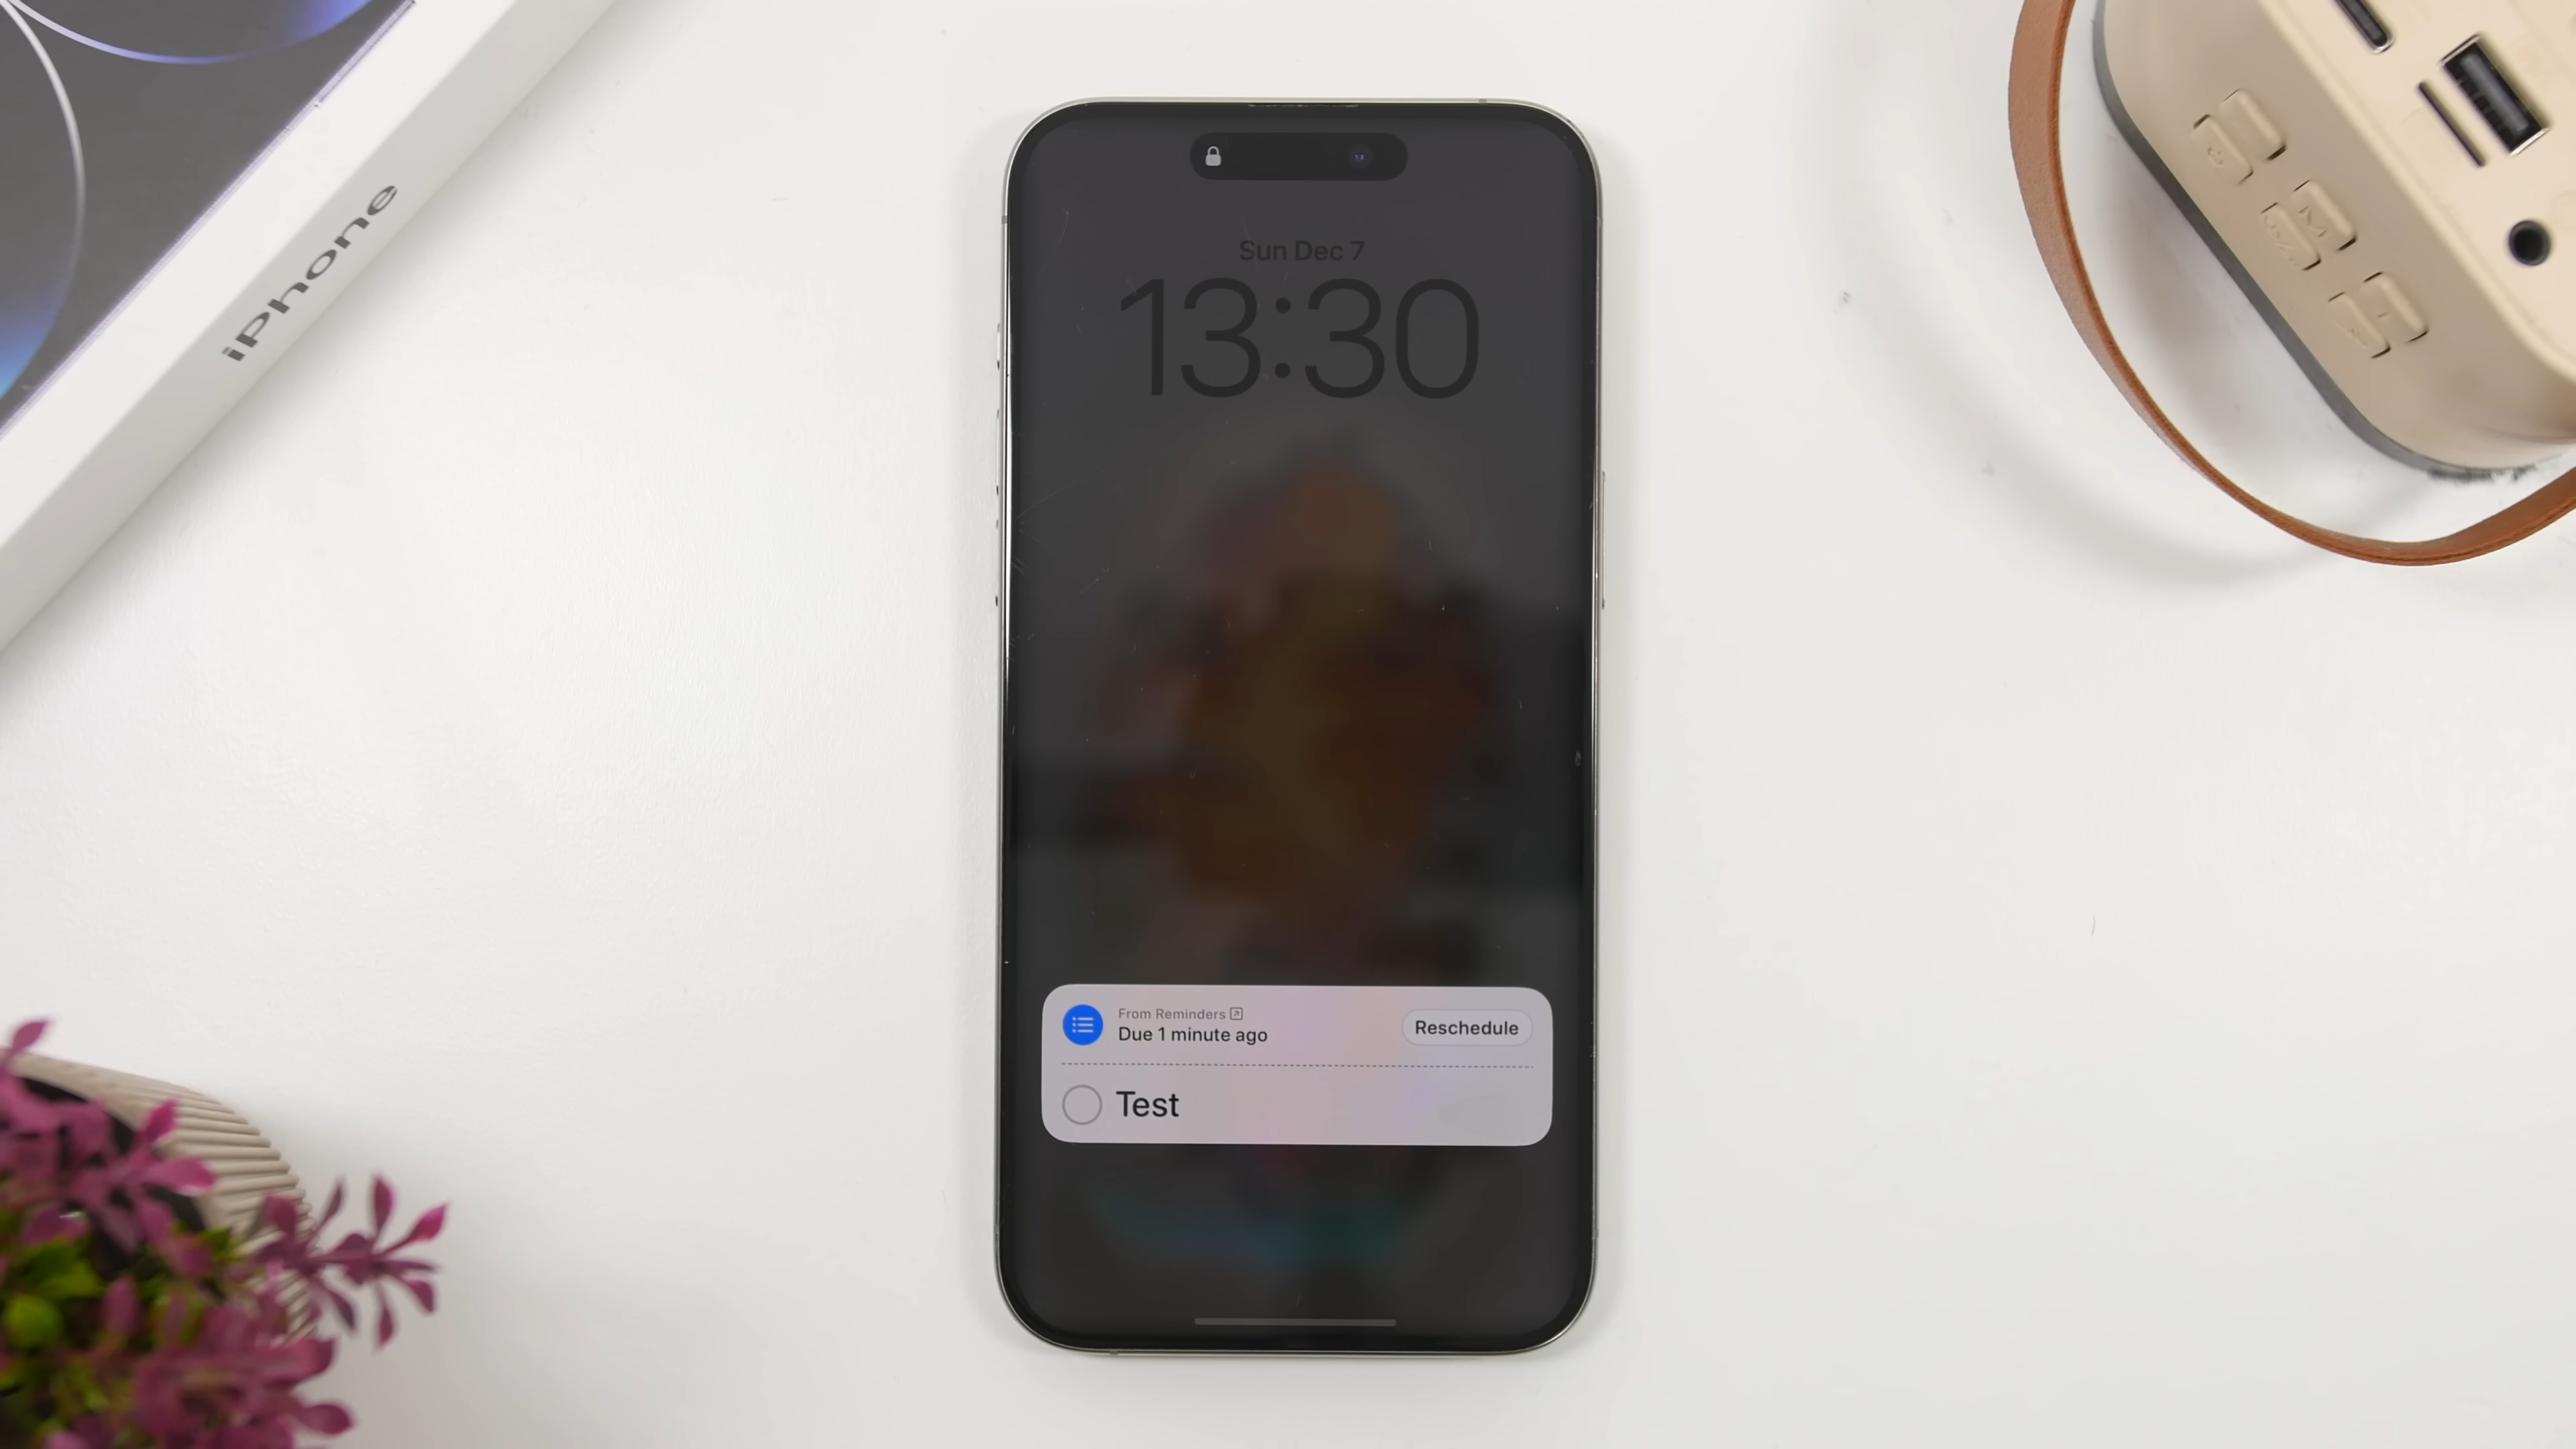 iPhone
Sun Dec 7
13:30
From Reminders
Due 1 minute ago
Reschedule
Test